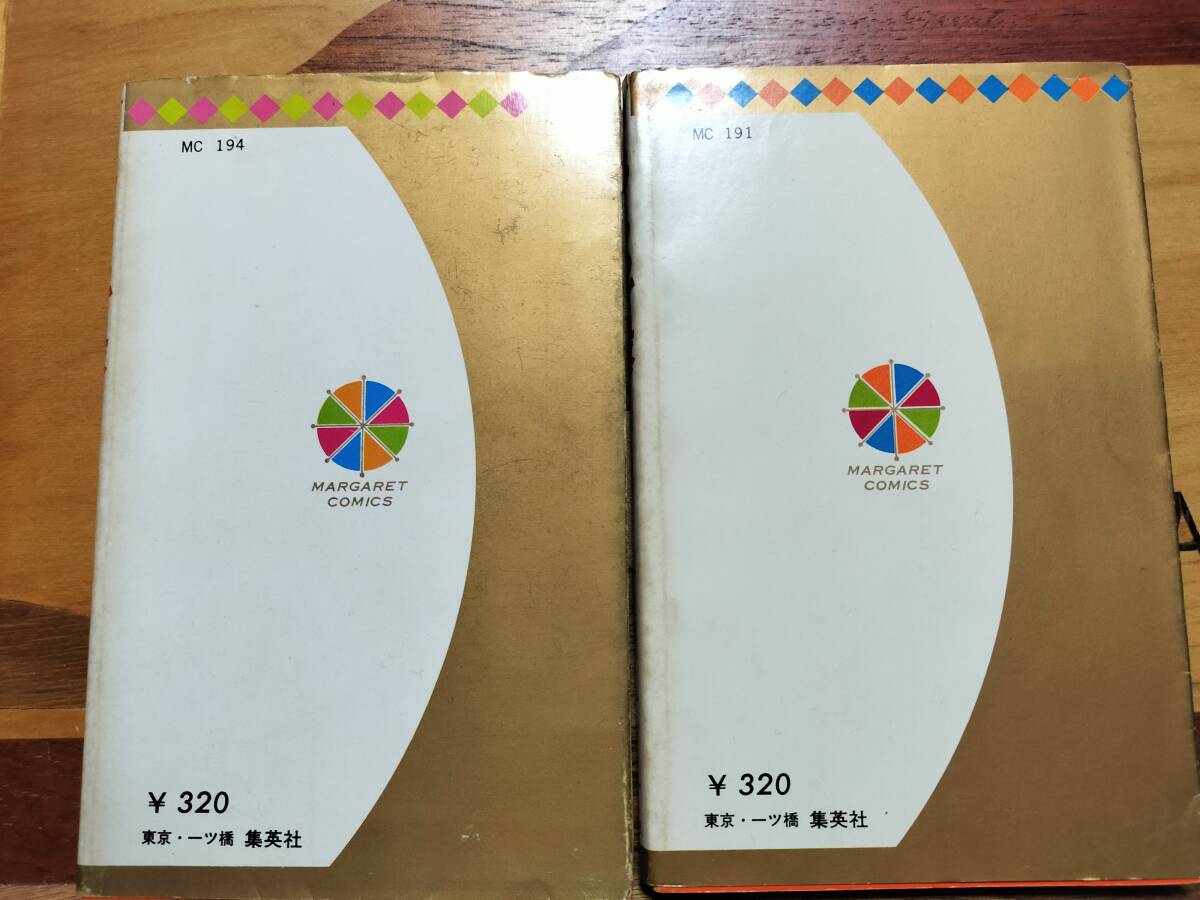 MC 194
MARGARET
COMICS
¥ 320
東京・一ツ橋 集英社
MC 191
MARGARET
COMICS
¥ 320
東京・一ツ橋 集英社
A